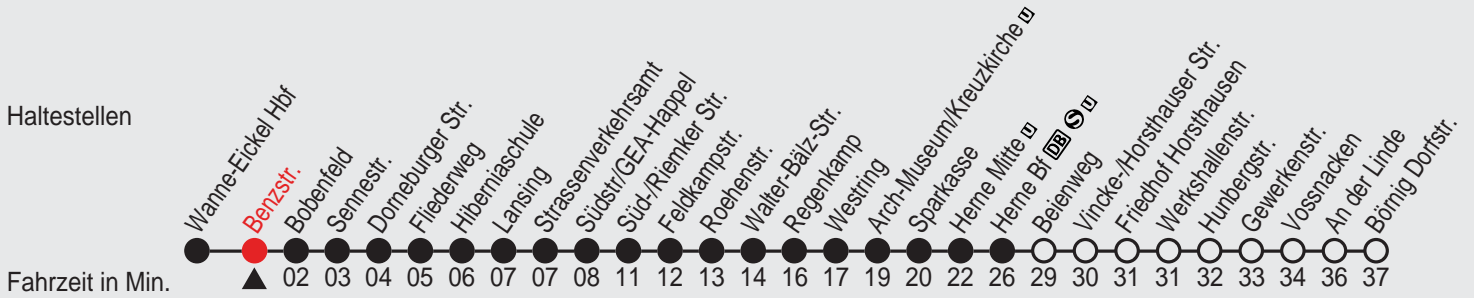 Haltestellen
Wanne-Eickel Hbf
Benzstr.
Bobenfeld
Sennestr.
Dorneburger Str.
Fliederweg
Hiberniaschule
Lansing
Strassenverkehrsamt
Südstr/GEA-Happel
Süd-/Riemker Str.
Feldkampstr.
Roehenstr.
Walter-Bälz-Str.
Regenkamp
Westring
Arch-Museum/Kreuzkirche U
Sparkasse
Herne Mitte U
Herne Bf DB S U
Beienweg
Vincke-/Horsthauser Str.
Friedhof Horsthausen
Werkshallenstr.
Hunbergstr.
Gewerkenstr.
Vossnacken
An der Linde
Börnig Dorfstr.
Fahrzeit in Min. 02 03 04 05 06 07 07 08 11 12 13 14 16 17 19 20 22 26 29 30 31 31 32 33 34 36 37